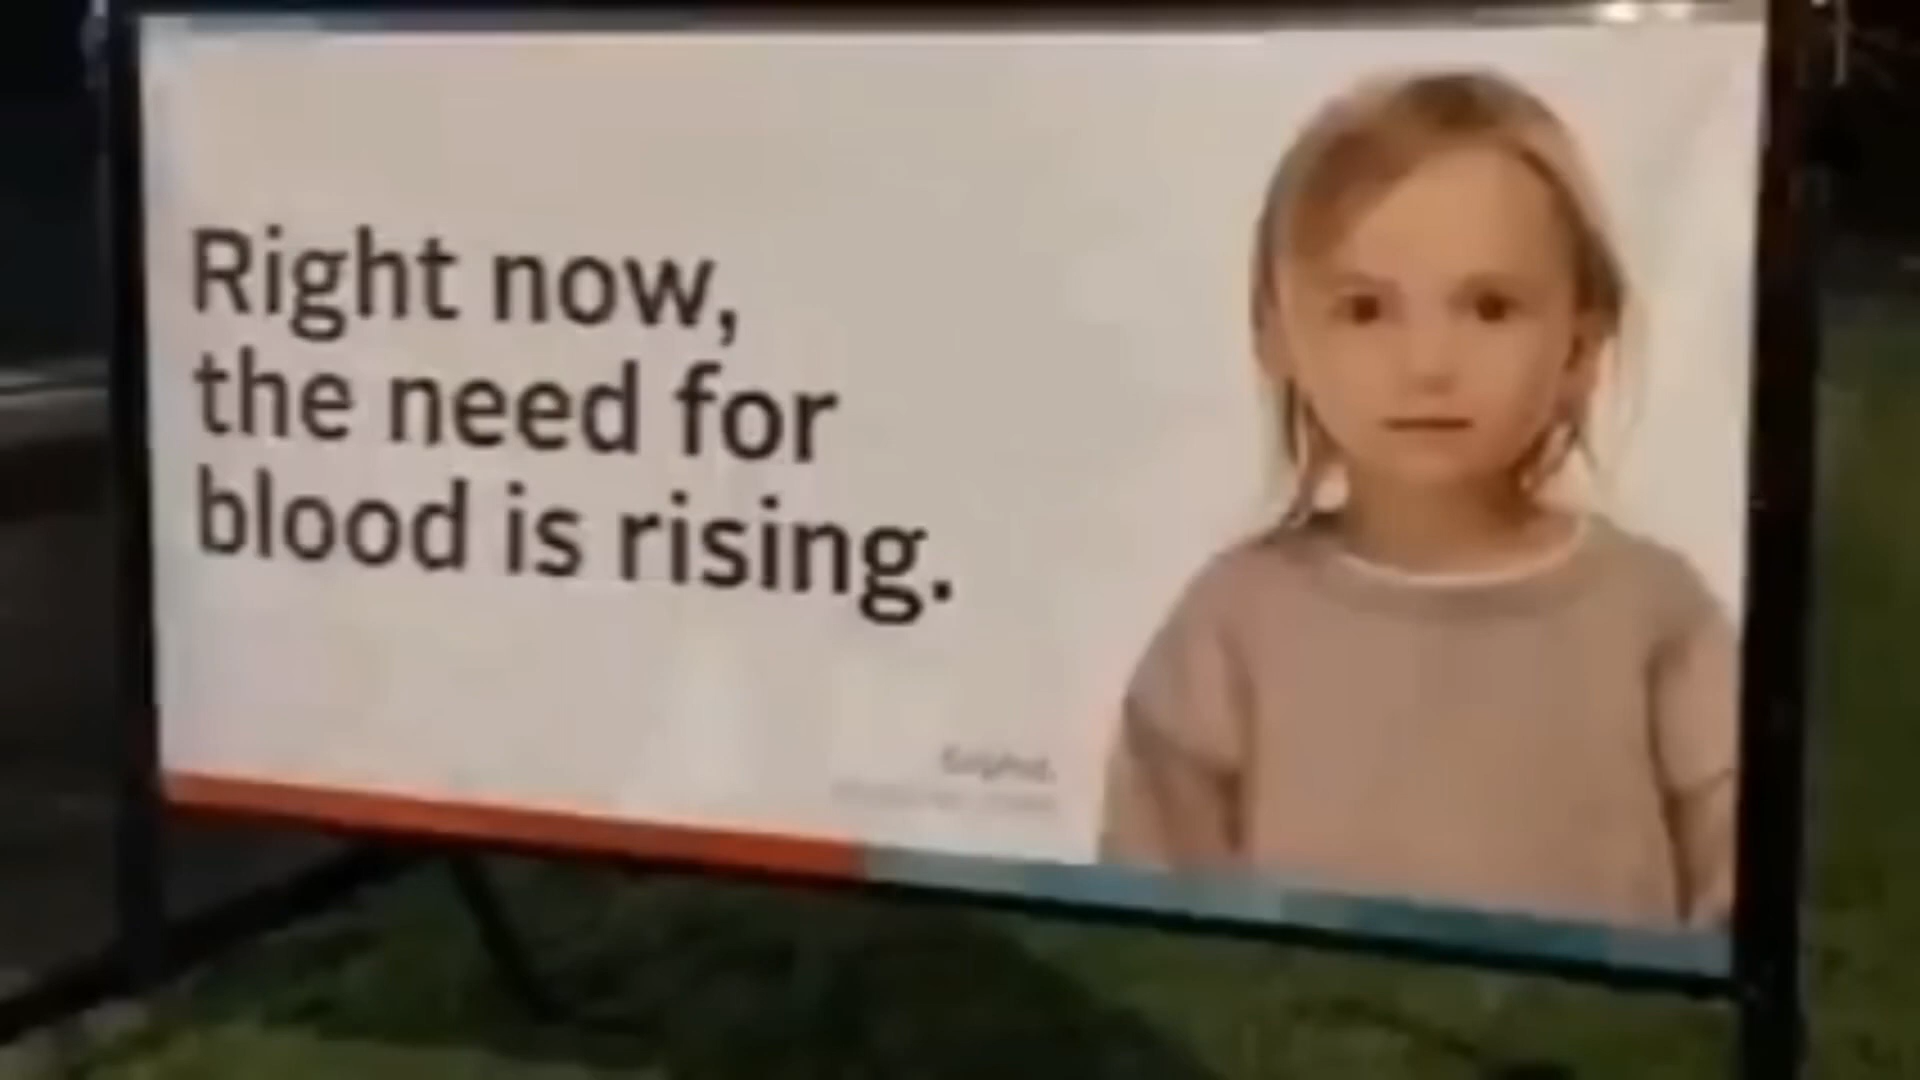 Right now,
the need for
blood is rising.